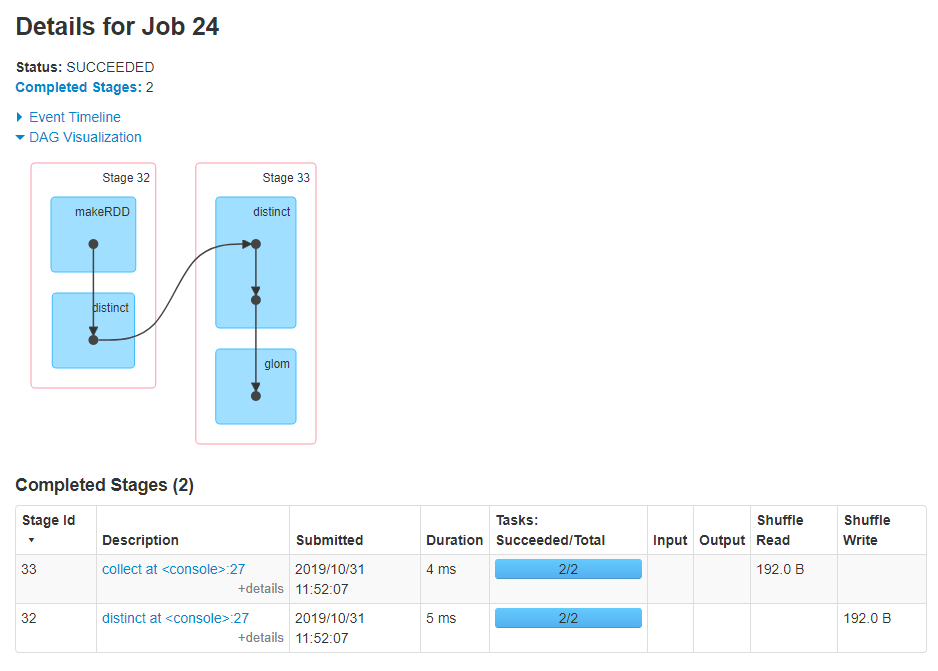 Details for Job 24
Status: SUCCEEDED
Completed Stages: 2
Event Timeline
DAG Visualization
Stage 32
makeRDD
distinct
Stage 33
distinct
glom
Completed Stages (2)
Stage Id Description Submitted Duration Tasks: Succeeded/Total Input Output Shuffle Read Shuffle Write
33 collect at <console>:27 +details 2019/10/31 11:52:07 4 ms 2/2 192.0 B
32 distinct at <console>:27 +details 2019/10/31 11:52:07 5 ms 2/2 192.0 B